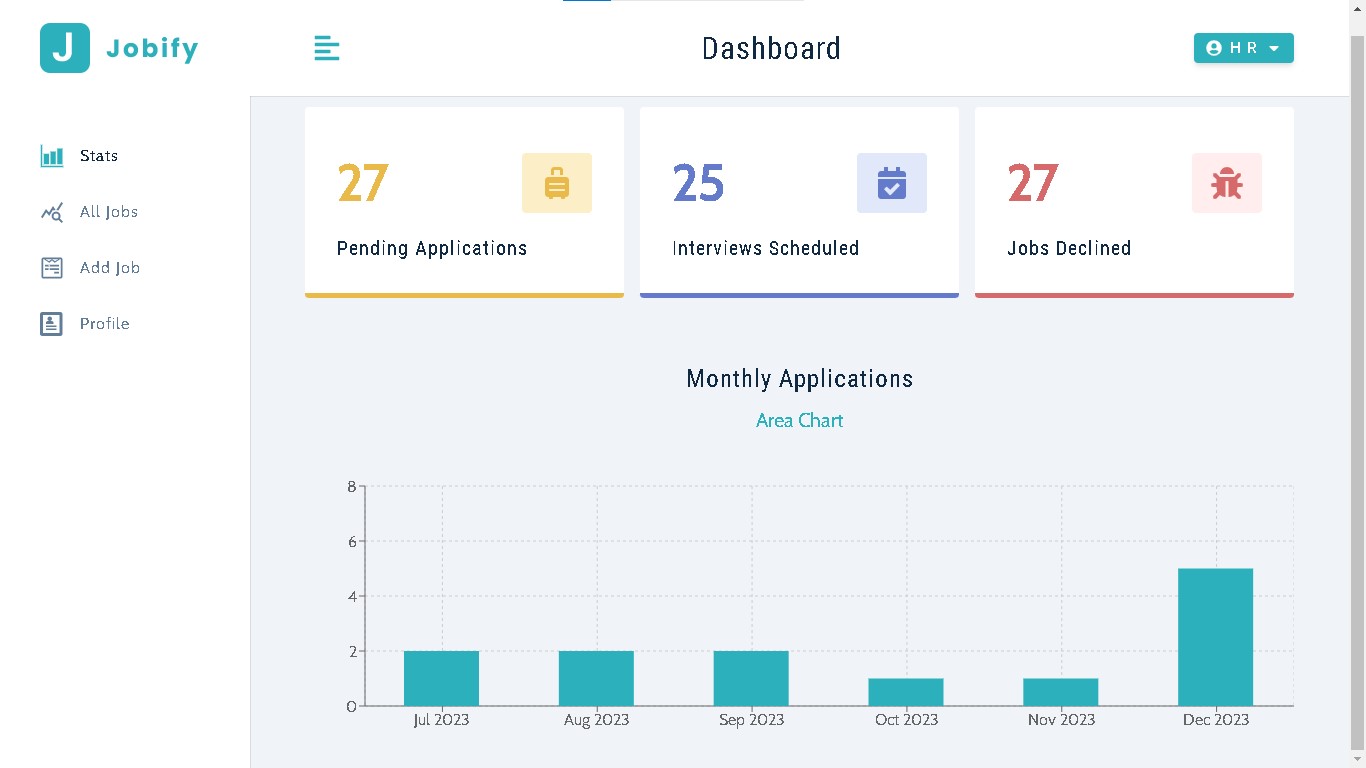 J Jobify
Dashboard
HR
Stats
All Jobs
Add Job
Profile
27
Pending Applications
25
Interviews Scheduled
27
Jobs Declined
Monthly Applications
Area Chart
8
6
4
2
0
Jul 2023 Aug 2023 Sep 2023 Oct 2023 Nov 2023 Dec 2023